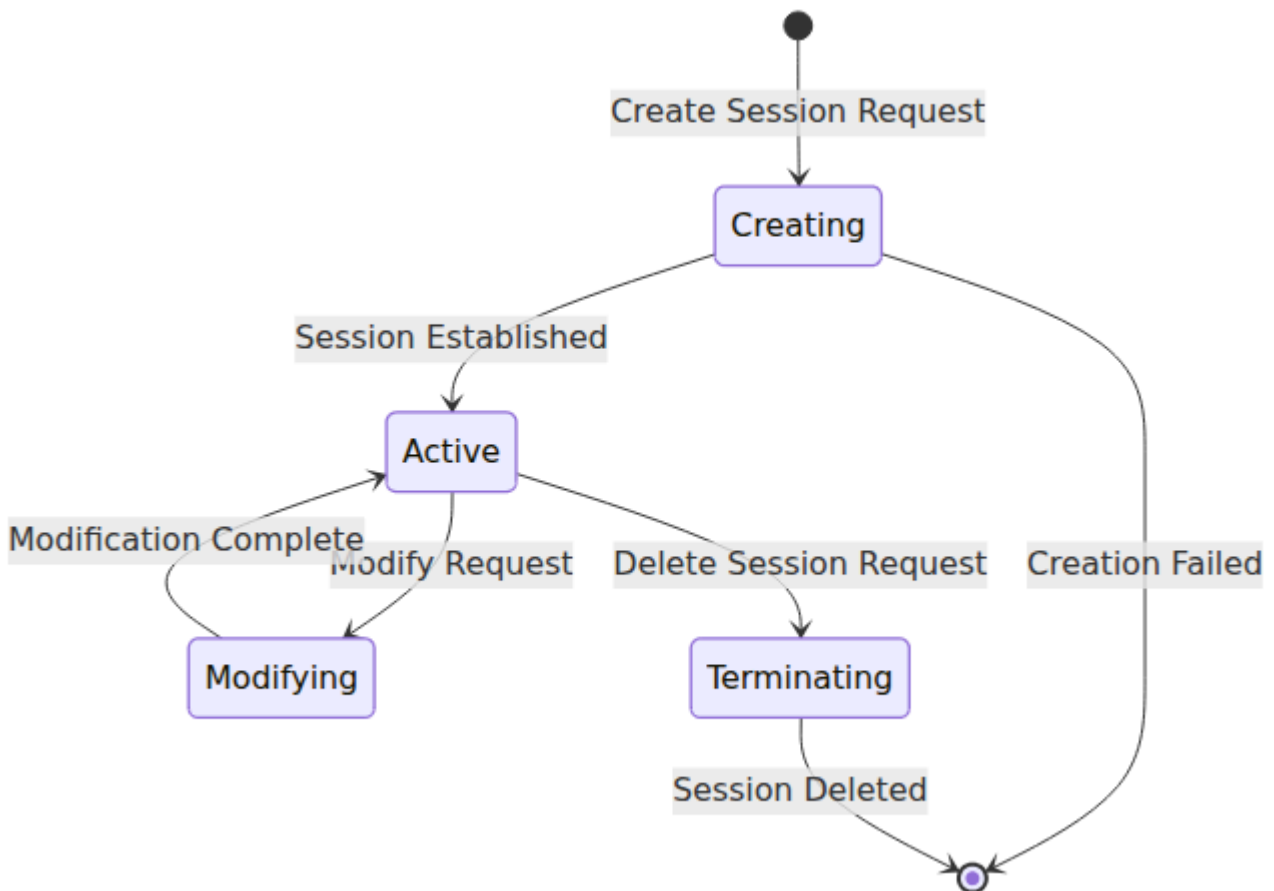 Create Session Request
Creating
Session Established
Active
Modification Complete
Modify Request
Delete Session Request
Creation Failed
Modifying
Terminating
Session Deleted